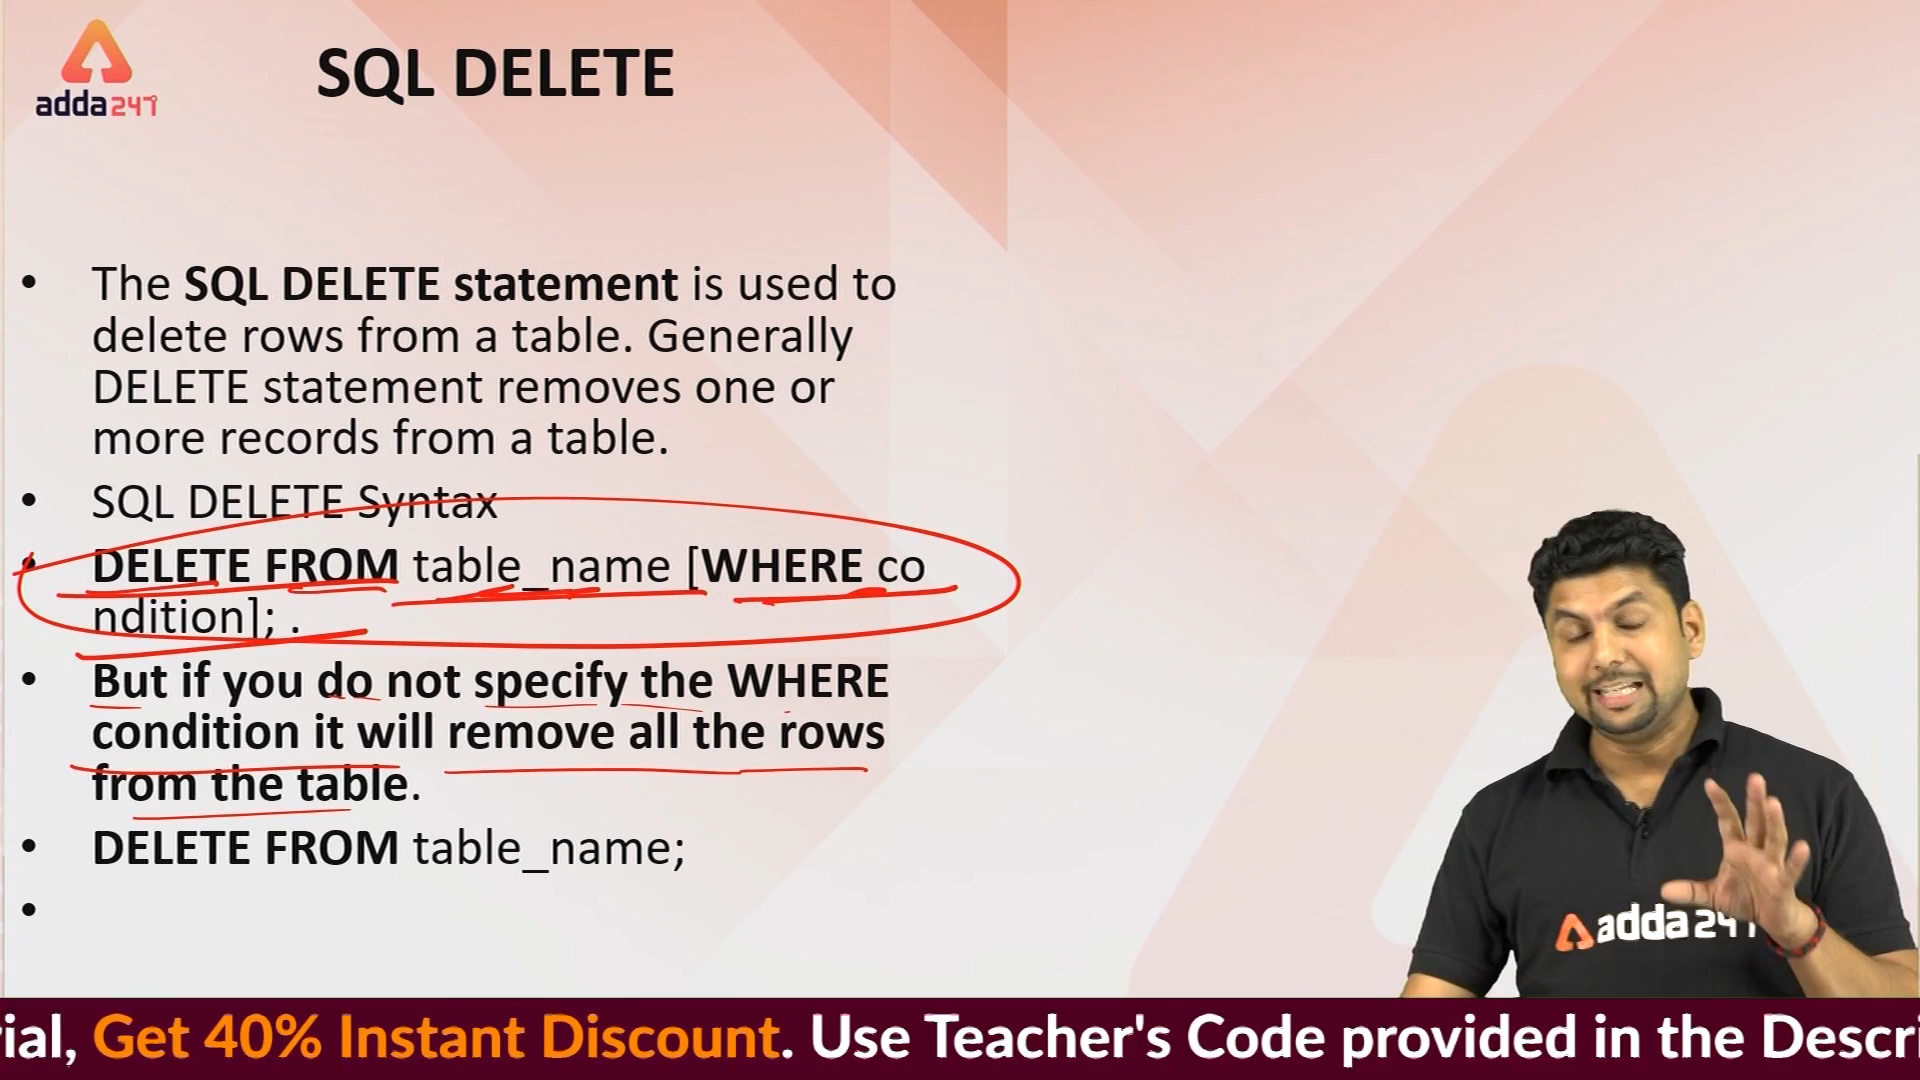 adda247
SQL DELETE
• The SQL DELETE statement is used to
delete rows from a table. Generally
DELETE statement removes one or
more records from a table.
• SQL DELETE Syntax
• DELETE FROM table_name [WHERE co
ndition]; .
• But if you do not specify the WHERE
condition it will remove all the rows
from the table.
• DELETE FROM table_name;
•
adda247
rial, Get 40% Instant Discount. Use Teacher's Code provided in the Descri